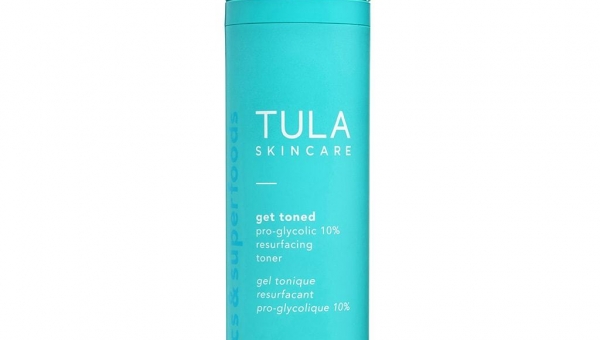 TULA
SKINCARE
get toned
pro-glycolic 10%
resurfacing
toner
gel tonique
resurfacant
pro-glycolique 10%
&superfoods